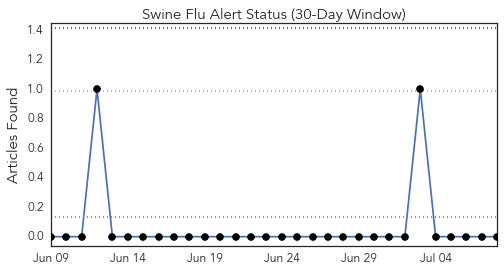 Swine Flu Alert Status (30-Day Window)
Articles Found
1.4
1.2
1.0
0.8
0.6
0.4
0.2
0.0
Jun 09 Jun 14 Jun 19 Jun 24 Jun 29 Jul 04